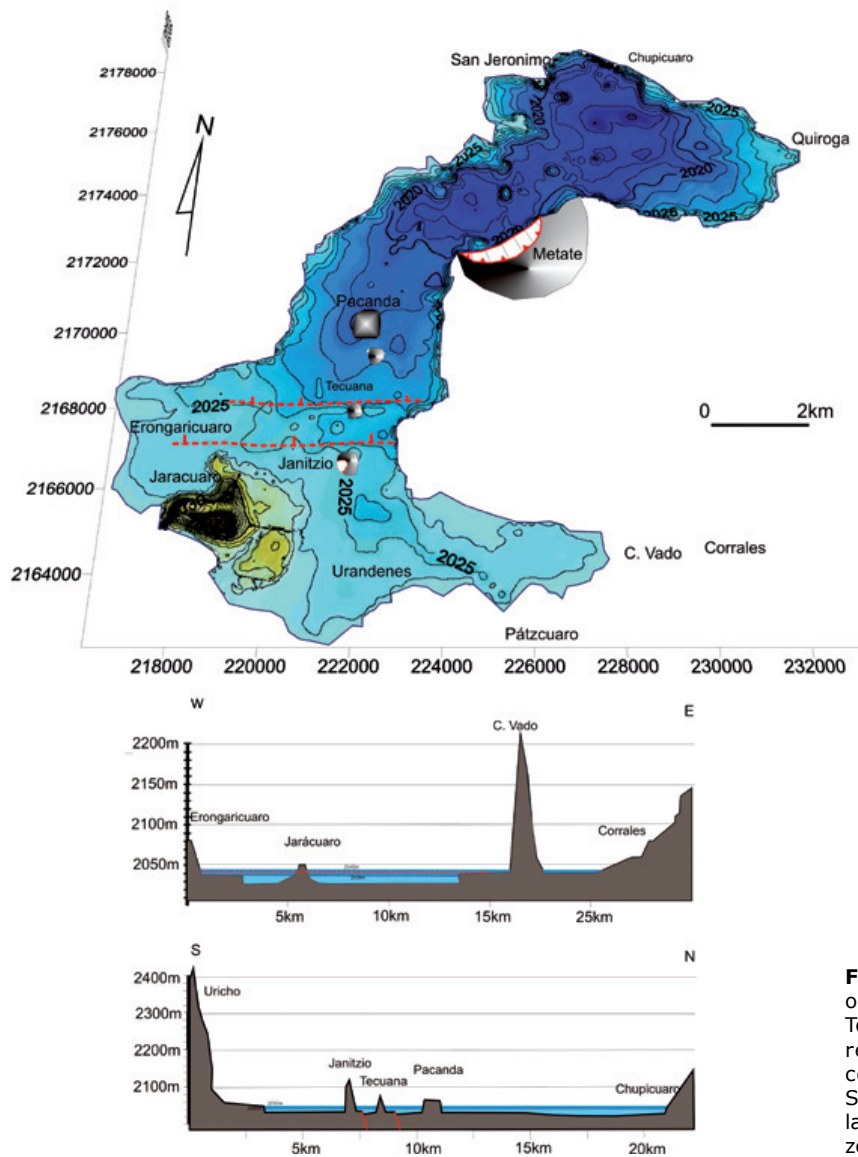 2178000
San Jeronimo
Chupicuaro
2020
2025
N
2176000
Quiroga
2025
2020
2174000
2020
2025
2025
2020
Metate
2172000
Pacanda
2170000
Tecuana
2168000
2025
0 2km
Erongaricuaro
Janitzio
Jaracuaro
2166000
2025
C. Vado
Corrales
2164000
Urandenes
2025
Pátzcuaro
218000 220000 222000 224000 226000 228000 230000 232000
W
E
C. Vado
2200m
2150m
Erongaricuaro
2100m
Corrales
Jarácuaro
2050m
5km 10km 15km 25km
S
N
2400m
Uricho
2300m
2200m
Janitzio
Pacanda
Tecuana
2100m
Chupicuaro
5km 10km 15km 20km
F
o
T
r
c
S
l
z